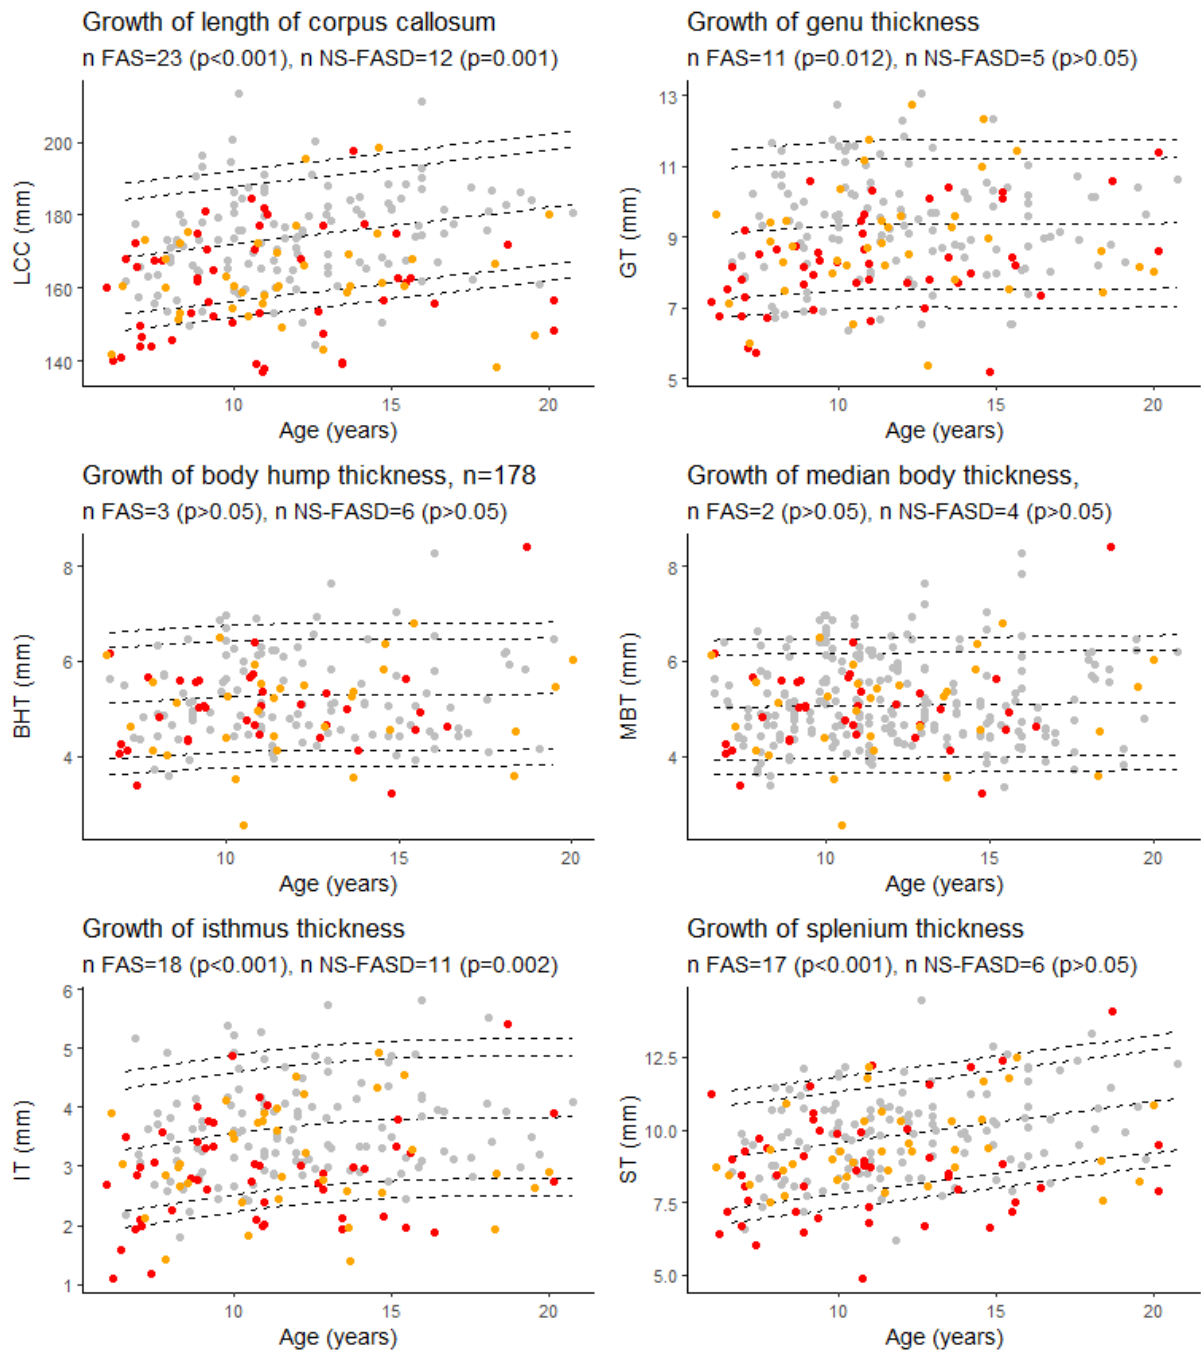 Growth of length of corpus callosum
n FAS=23 (p<0.001), n NS-FASD=12 (p=0.001)
LCC (mm)
200
180
160
140
10
15
20
Age (years)
Growth of genu thickness
n FAS=11 (p=0.012), n NS-FASD=5 (p>0.05)
GT (mm)
13
11
9
7
5
10
15
20
Age (years)
Growth of body hump thickness, n=178
n FAS=3 (p>0.05), n NS-FASD=6 (p>0.05)
BHT (mm)
8
6
4
10
15
20
Age (years)
Growth of median body thickness,
n FAS=2 (p>0.05), n NS-FASD=4 (p>0.05)
MBT (mm)
8
6
4
10
15
20
Age (years)
Growth of isthmus thickness
n FAS=18 (p<0.001), n NS-FASD=11 (p=0.002)
IT (mm)
6
5
4
3
2
1
10
15
20
Age (years)
Growth of splenium thickness
n FAS=17 (p<0.001), n NS-FASD=6 (p>0.05)
ST (mm)
12.5
10.0
7.5
5.0
10
15
20
Age (years)